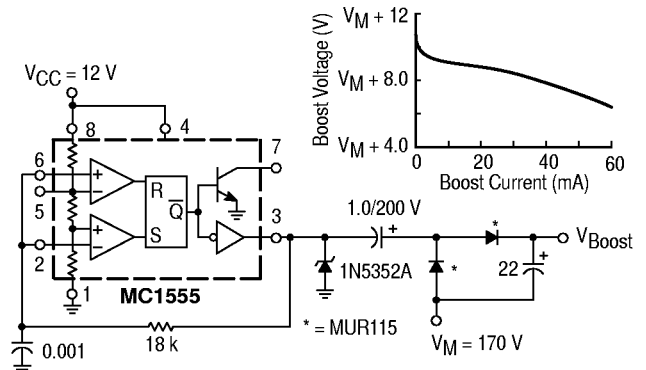 VCC = 12 V
8
4
6
5
2
7
3
1
R
Q
S
+
–
+
–
MC1555
0.001
18 k
1N5352A
1.0/200 V
+
*
*
* = MUR115
22
+
VBoost
VM = 170 V
Boost Voltage (V)
VM + 12
VM + 8.0
VM + 4.0
0
20
40
60
Boost Current (mA)